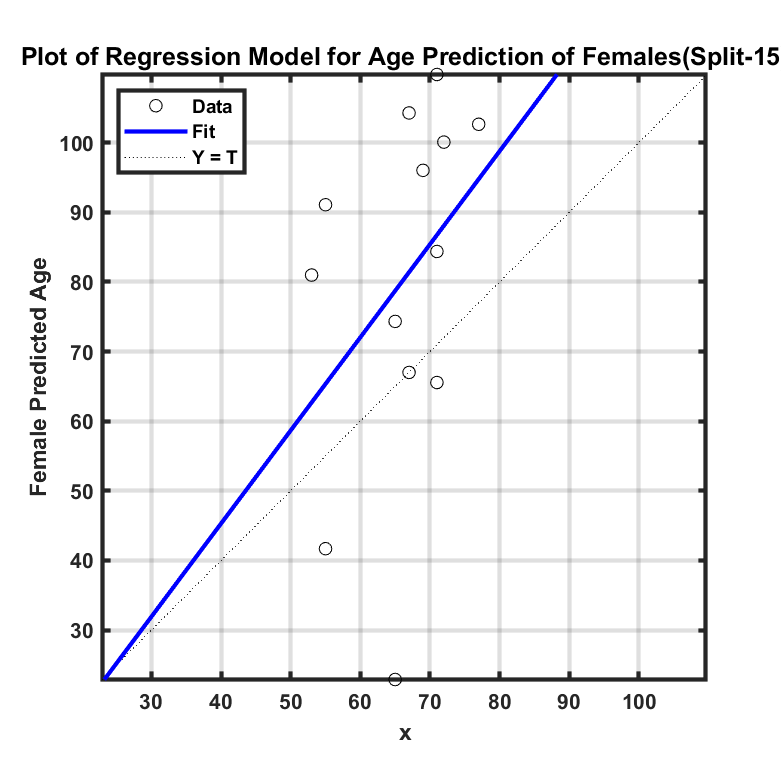 Plot of Regression Model for Age Prediction of Females(Split-15
Data
Fit
Y = T
100
90
80
70
60
50
40
30
Female Predicted Age
30 40 50 60 70 80 90 100
x